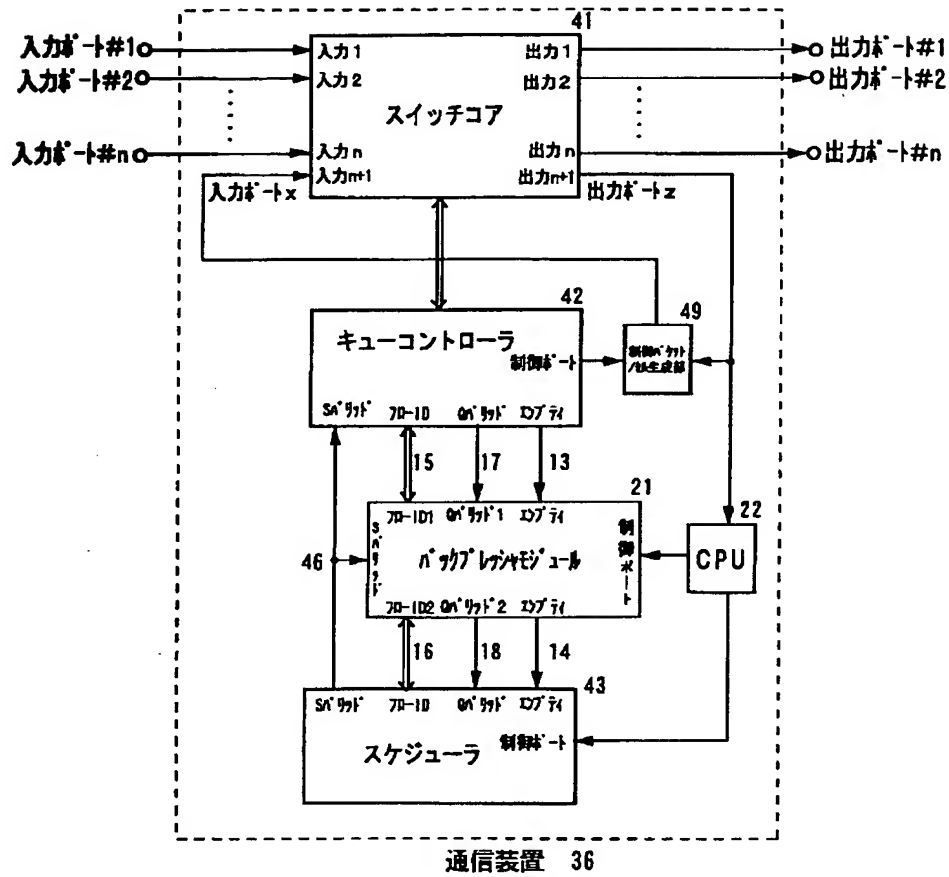 41
入力ポート#1
入力1
出力1
出力ポート#1
入力ポート#2
入力2
出力2
出力ポート#2
スイッチコア
入力ポート#n
入力n
出力n
出力ポート#n
入力n+1
出力n+1
入力ポートx
出力ポートz
42
49
キューコントローラ
制御ポート
制御パケット
/セル生成部
Sバリッド
フローID
Qバリッド
エンプティ
15
17
13
21
22
フローID1
Qバリッド1
エンプティ
Sバリッド
制御ポート
46
バックプレッシャモジュール
CPU
フローID2
Qバリッド2
エンプティ
16
18
14
43
Sバリッド
フローID
Qバリッド
エンプティ
制御ポート
スケジューラ
通信装置 36